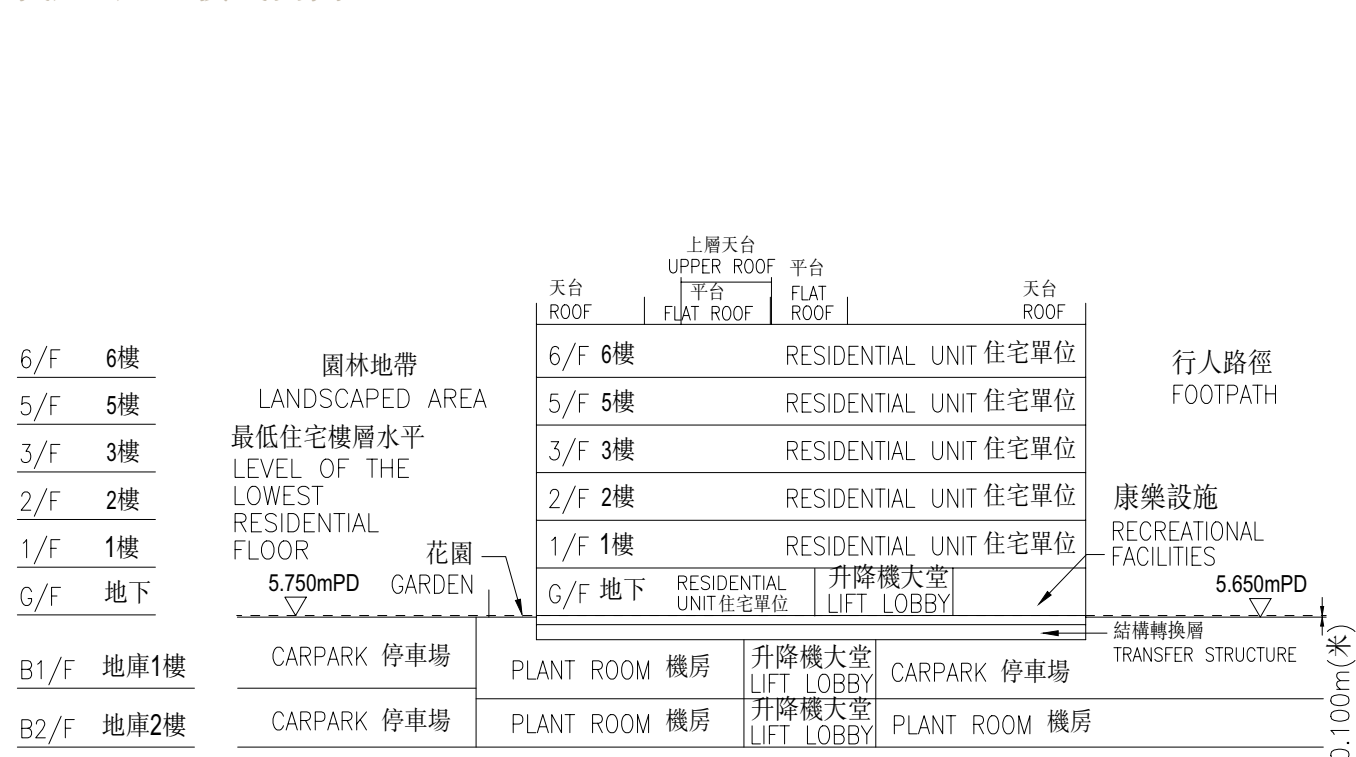 上層天台
UPPER ROOF
平台
FLAT
ROOF
天台
ROOF
平台
FLAT ROOF
天台
ROOF
6/F 6樓
5/F 5樓
3/F 3樓
2/F 2樓
1/F 1樓
G/F 地下
B1/F 地庫1樓
B2/F 地庫2樓
園林地帶
LANDSCAPED AREA
最低住宅樓層水平
LEVEL OF THE
LOWEST
RESIDENTIAL
FLOOR
5.750mPD
花園
GARDEN
6/F 6樓 RESIDENTIAL UNIT 住宅單位
5/F 5樓 RESIDENTIAL UNIT 住宅單位
3/F 3樓 RESIDENTIAL UNIT 住宅單位
2/F 2樓 RESIDENTIAL UNIT 住宅單位
1/F 1樓 RESIDENTIAL UNIT 住宅單位
G/F 地下
RESIDENTIAL
UNIT住宅單位
升降機大堂
LIFT LOBBY
行人路徑
FOOTPATH
康樂設施
RECREATIONAL
FACILITIES
5.650mPD
結構轉換層
TRANSFER STRUCTURE
CARPARK 停車場
PLANT ROOM 機房
升降機大堂
LIFT LOBBY
CARPARK 停車場
CARPARK 停車場
PLANT ROOM 機房
升降機大堂
LIFT LOBBY
PLANT ROOM 機房
0.100m(米)